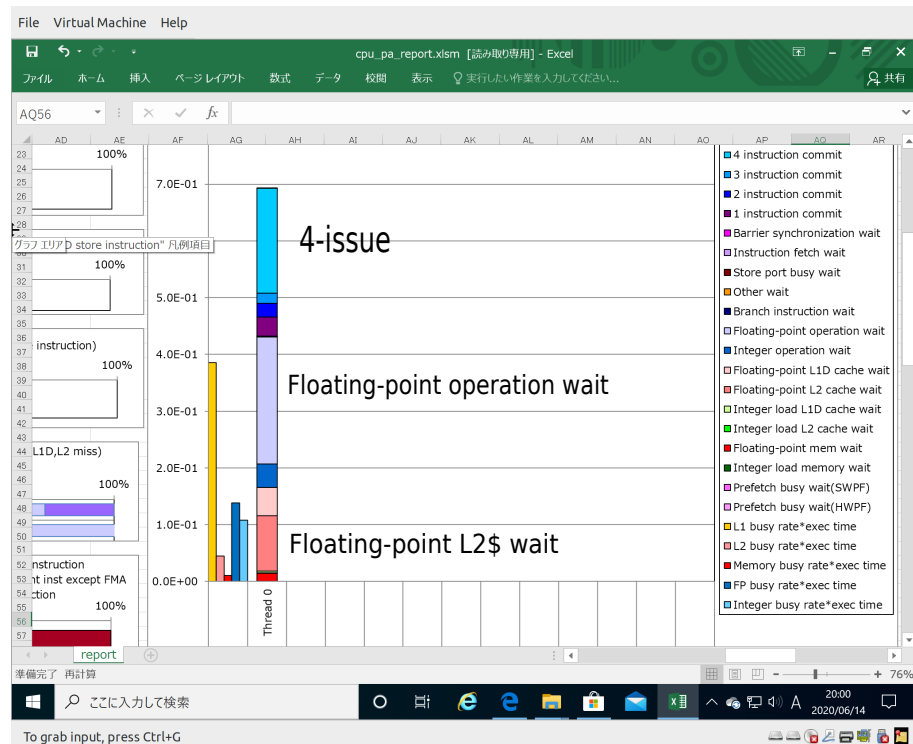 File Virtual Machine Help
cpu_pa_report.xlsm [読み取り専用] - Excel
ファイル ホーム 挿入 ページ レイアウト 数式 データ 校閲 表示 実行したい作業を入力してください... 共有
AQ56 fx
AD AE AF AG AH AI AJ AK AL AM AN AO AP AQ AR
23
24
25
26
27
28
31
32
33
34
35
36
37
38
39
40
41
42
43
44
45
46
47
48
49
50
51
52
53
54
55
56
57
100%
グラフ エリア
D store instruction" 凡例項目
100%
instruction)
100%
L1D,L2 miss)
100%
nstruction
nt inst except FMA
ction
100%
7.0E-01
5.0E-01
4.0E-01
3.0E-01
2.0E-01
1.0E-01
0.0E+00
4-issue
Floating-point operation wait
Floating-point L2$ wait
Thread 0
4 instruction commit
3 instruction commit
2 instruction commit
1 instruction commit
Barrier synchronization wait
Instruction fetch wait
Store port busy wait
Other wait
Branch instruction wait
Floating-point operation wait
Integer operation wait
Floating-point L1D cache wait
Floating-point L2 cache wait
Integer load L1D cache wait
Integer load L2 cache wait
Floating-point mem wait
Integer load memory wait
Prefetch busy wait(SWPF)
Prefetch busy wait(HWPF)
L1 busy rate*exec time
L2 busy rate*exec time
Memory busy rate*exec time
FP busy rate*exec time
Integer busy rate*exec time
report
準備完了 再計算 76%
ここに入力して検索
A 20:00
2020/06/14
To grab input, press Ctrl+G